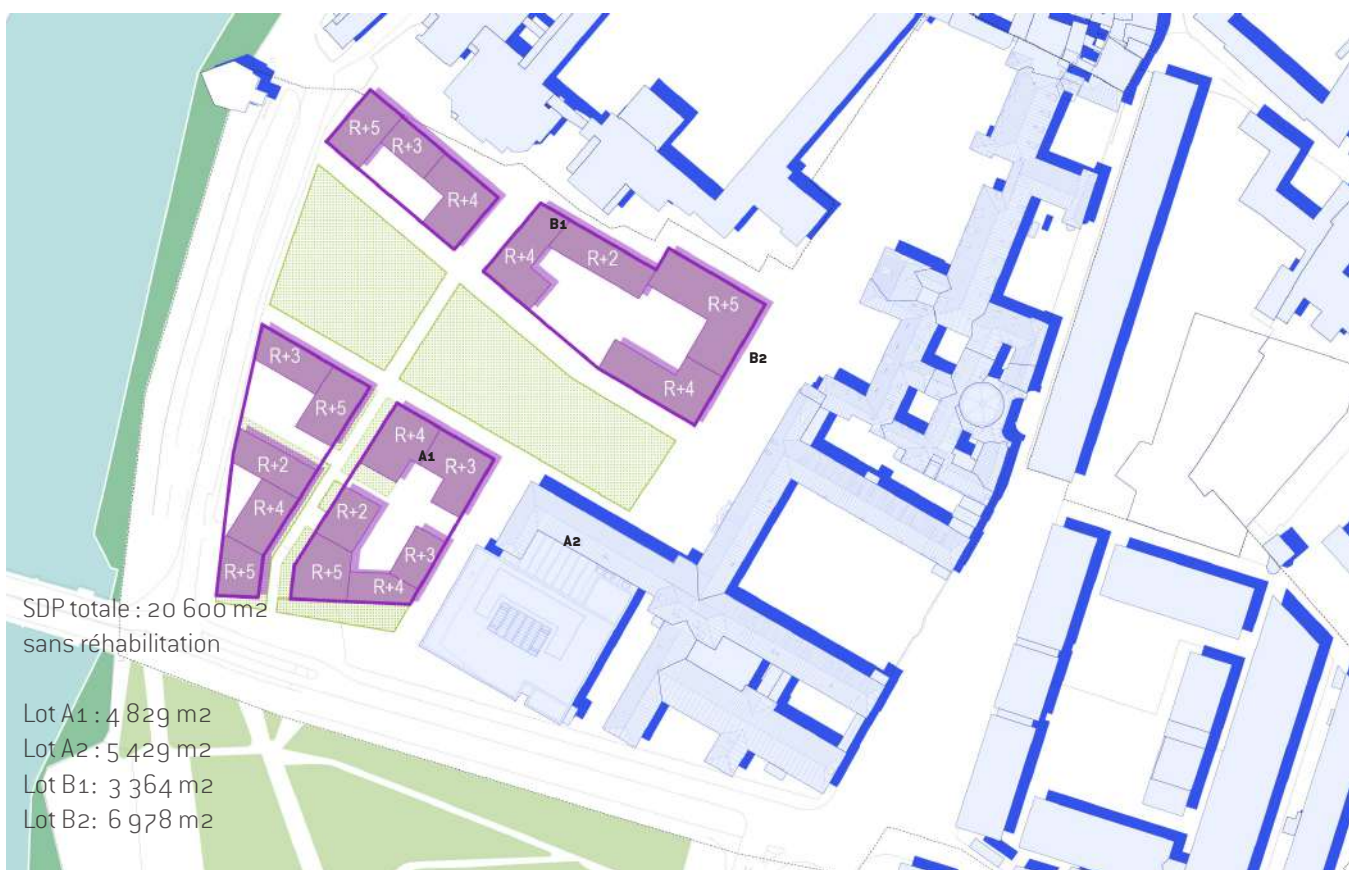 R+5
R+3
R+4
B1
R+4
R+2
R+5
B2
R+4
R+3
R+5
R+2
R+4
R+5
R+4
A1
R+3
R+2
R+3
R+5
R+4
A2
SDP totale : 20 600 m2
sans réhabilitation
Lot A1 : 4 829 m2
Lot A2 : 5 429 m2
Lot B1: 3 364 m2
Lot B2: 6 978 m2